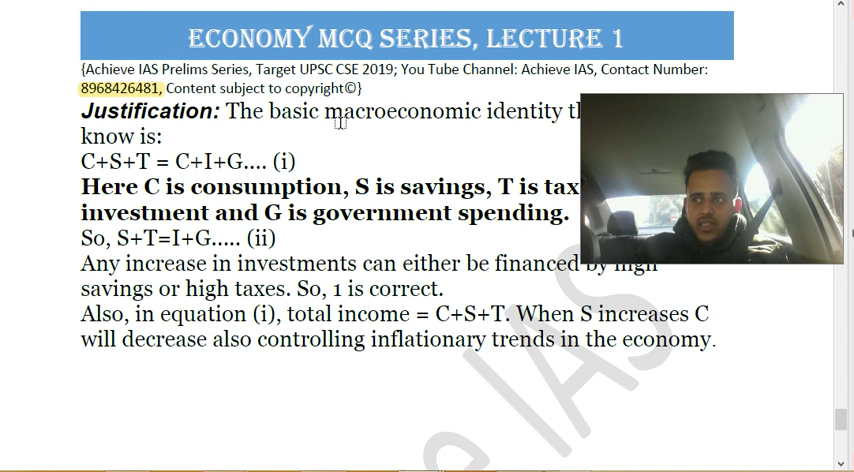 ECONOMY MCQ SERIES, LECTURE 1
{Achieve IAS Prelims Series, Target UPSC CSE 2019; You Tube Channel: Achieve IAS, Contact Number:
8968426481, Content subject to copyright©}
Justification: The basic macroeconomic identity
know is:
C+S+T = C+I+G.... (i)
Here C is consumption, S is savings, T is tax
investment and G is government spending.
So, S+T=I+G..... (ii)
Any increase in investments can either be financed by high
savings or high taxes. So, 1 is correct.
Also, in equation (i), total income = C+S+T. When S increases C
will decrease also controlling inflationary trends in the economy.
e IAS